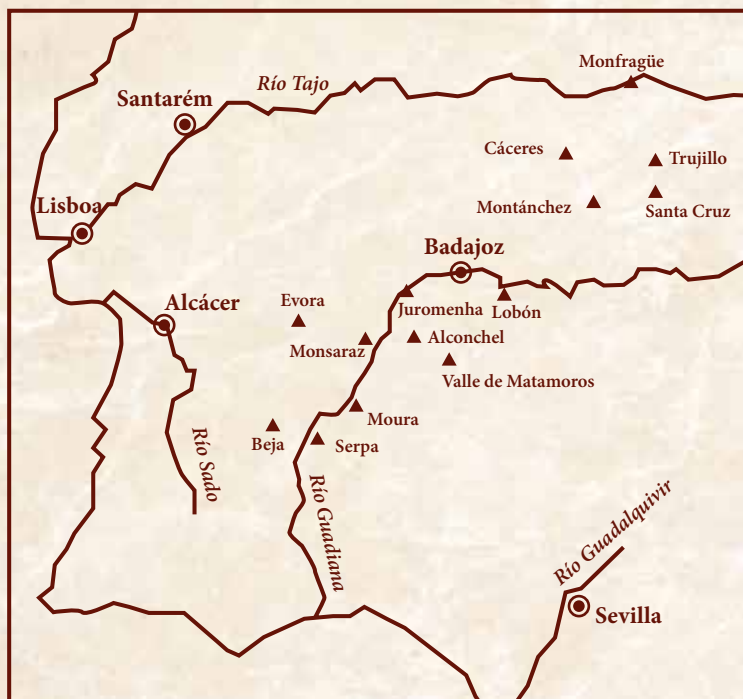 Monfragüe
Río Tajo
Santarém
Cáceres
Trujillo
Montánchez
Santa Cruz
Lisboa
Badajoz
Alcácer
Evora
Juromenha
Lobón
Monsaraz
Alconchel
Valle de Matamoros
Moura
Beja
Serpa
Río Sado
Río Guadiana
Río Guadalquivir
Sevilla